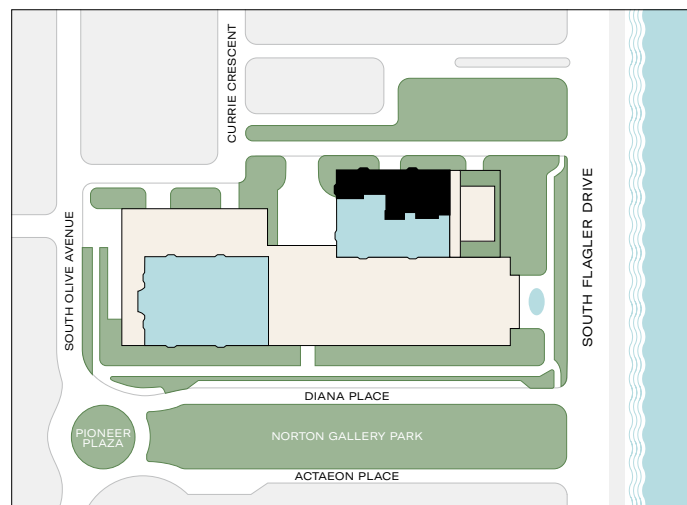 CURRIE CRESCENT
SOUTH OLIVE AVENUE
SOUTH FLAGLER DRIVE
DIANA PLACE
PIONEER
PLAZA
NORTON GALLERY PARK
ACTAEON PLACE